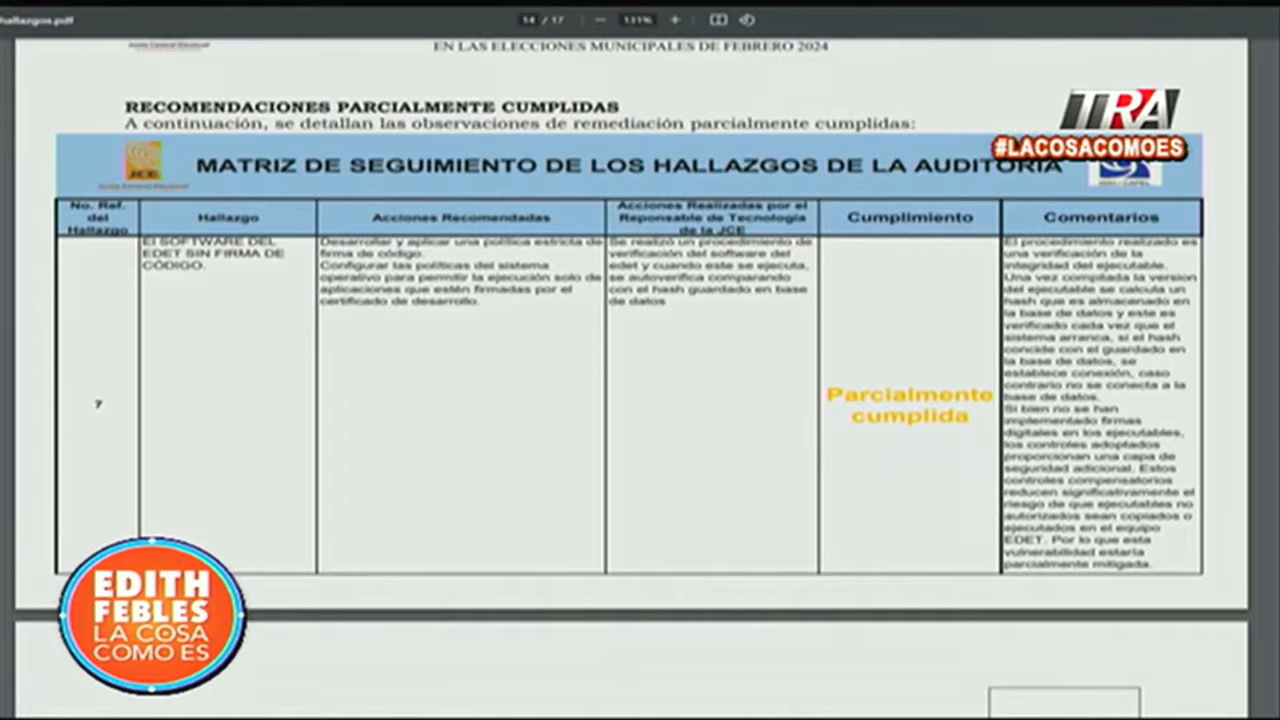 hallazgos.pdf
14 / 17
131%
Junta Central Electoral
EN LAS ELECCIONES MUNICIPALES DE FEBRERO 2024
RECOMENDACIONES PARCIALMENTE CUMPLIDAS
A continuación, se detallan las observaciones de remediación parcialmente cumplidas:
TRA
#LACOSACOMOES
JCE
Junta Central Electoral
MATRIZ DE SEGUIMIENTO DE LOS HALLAZGOS DE LA AUDITORIA
No. Ref.
del
Hallazgo
Hallazgo
Acciones Recomendadas
Acciones Realizadas por el
Reponsable de Tecnología
de la JCE
Cumplimiento
Comentarios
7
El SOFTWARE DEL
EDET SIN FIRMA DE
CÓDIGO.
Desarrollar y aplicar una política estricta de
firma de código.
Configurar las políticas del sistema
operativo para permitir la ejecución solo de
aplicaciones que estén firmadas por el
certificado de desarrollo.
Se realizó un procedimiento de
verificación del software del
edet y cuando este se ejecuta,
se autoverifica comparando
con el hash guardado en base
de datos
Parcialmente
cumplida
El procedimiento realizado es
una verificación de la
integridad del ejecutable.
Una vez compilada la version
del ejecutable se calcula un
hash que es almacenado en
la base de datos y este es
verificado cada vez que el
sistema arranca, si el hash
concide con el guardado en
la base de datos, se
establece conexión, caso
contrario no se conecta a la
base de datos.
Si bien no se han
implementado firmas
digitales en los ejecutables,
los controles adoptados
proporcionan una capa de
seguridad adicional. Estos
controles compensatorios
reducen significativamente el
riesgo de que ejecutables no
autorizados sean copiados o
ejecutados en el equipo
EDET. Por lo que esta
vulnerabilidad estaría
parcialmente mitigada.
EDITH
FEBLES
LA COSA
COMO ES